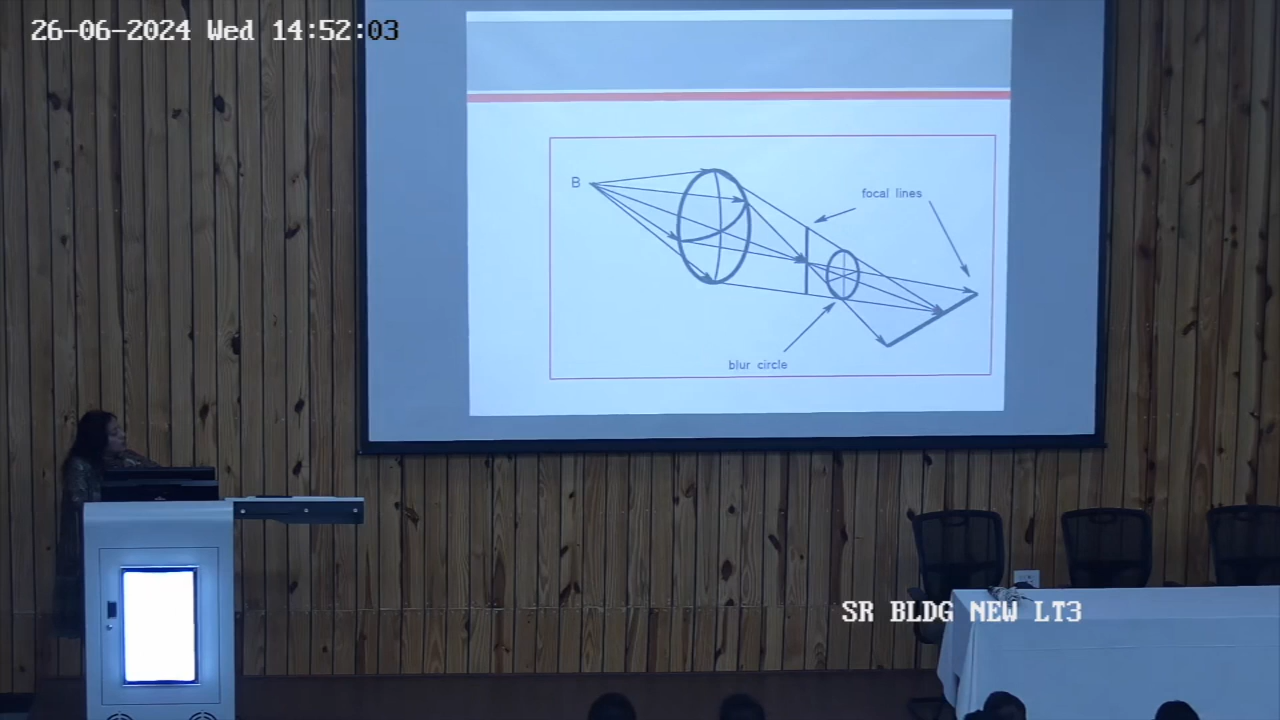 26-06-2024 Wed 14:52:03
B
focal lines
blur circle
SR BLDG NEW LT3